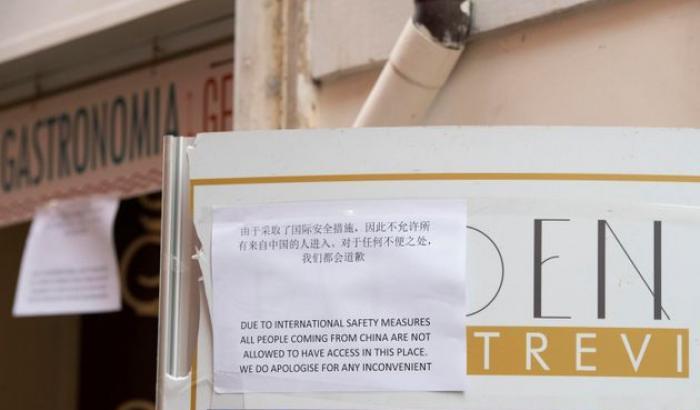 GASTRONOMIA
GE
由于采取了国际安全措施，因此不允许所
有来自中国的人进入。对于任何不便之处，
我们都会道歉
DUE TO INTERNATIONAL SAFETY MEASURES
ALL PEOPLE COMING FROM CHINA ARE NOT
ALLOWED TO HAVE ACCESS IN THIS PLACE.
WE DO APOLOGISE FOR ANY INCONVENIENT
DEN
TREVI